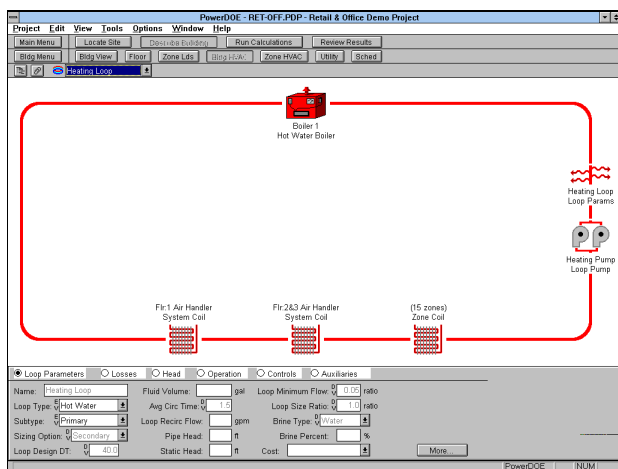 PowerDOE - RET-OFF.PDP - Retail & Office Demo Project
Project Edit View Tools Options Window Help
Main Menu Locate Site Describe Building Run Calculations Review Results
Bldg Menu Bldg View Floor Zone Lds Bldg HVAC Zone HVAC Utility Sched
Heating Loop
Boiler 1
Hot Water Boiler
Heating Loop
Loop Params
Heating Pump
Loop Pump
Flr:1 Air Handler
System Coil
Flr:2&3 Air Handler
System Coil
(15 zones)
Zone Coil
Loop Parameters Losses Head Operation Controls Auxiliaries
Name: Heating Loop Fluid Volume: gal Loop Minimum Flow: D 0.05 ratio
Loop Type: E Hot Water Avg Circ Time: D 1.5 Loop Size Ratio: D 1.0 ratio
Subtype: E Primary Loop Recirc Flow: gpm Brine Type: D Water
Sizing Option: D Secondary Pipe Head: ft Brine Percent: %
Loop Design DT: D 40.0 Static Head: ft Cost: More...
PowerDOE NUM